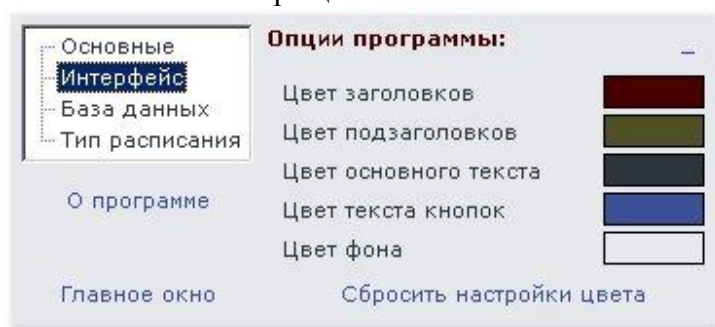 Основные
Интерфейс
База данных
Тип расписания
О программе
Главное окно
Опции программы:
Цвет заголовков
Цвет подзаголовков
Цвет основного текста
Цвет текста кнопок
Цвет фона
Сбросить настройки цвета